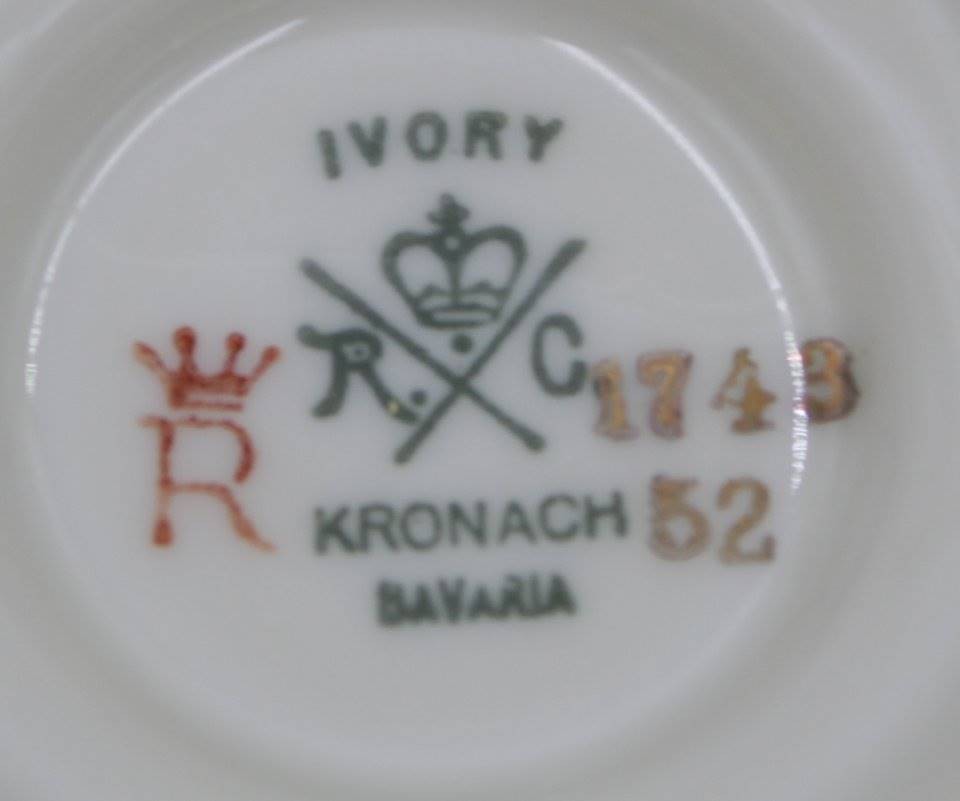 IVORY
R. C
1743
R
KRONACH 52
BAVARIA